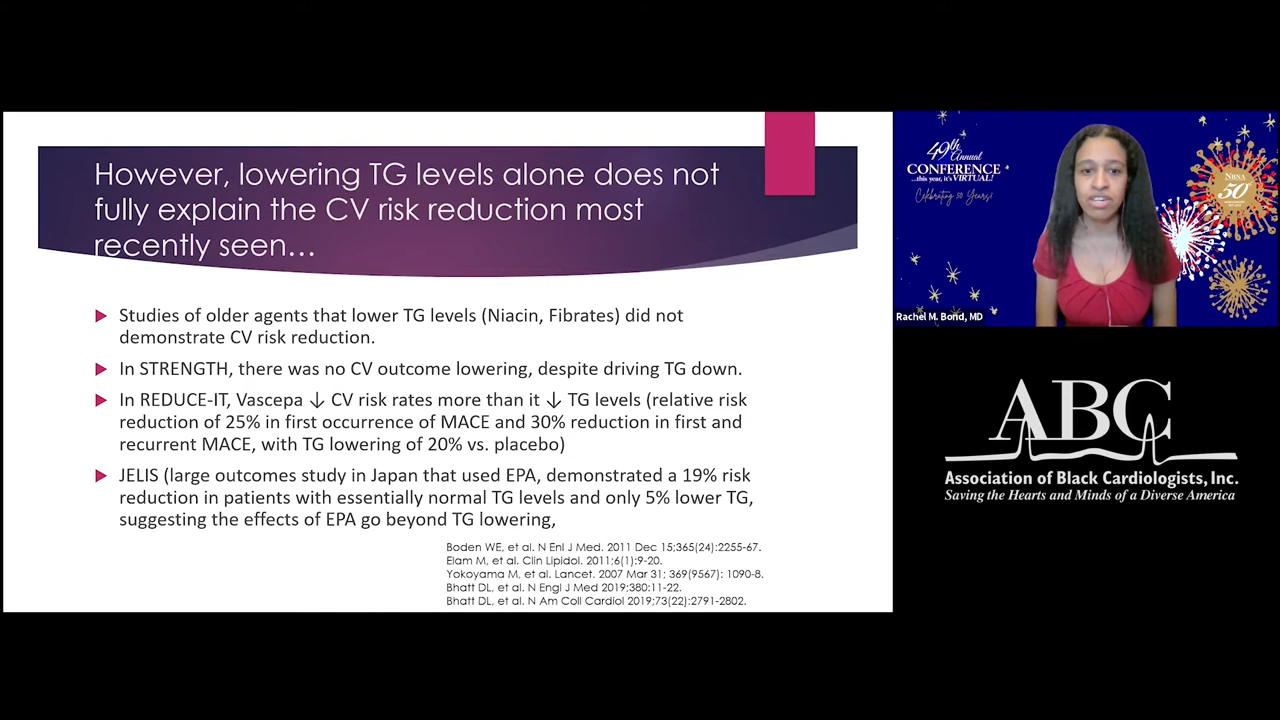 However, lowering TG levels alone does not
fully explain the CV risk reduction most
recently seen…
Studies of older agents that lower TG levels (Niacin, Fibrates) did not
demonstrate CV risk reduction.
In STRENGTH, there was no CV outcome lowering, despite driving TG down.
In REDUCE-IT, Vascepa ↓ CV risk rates more than it ↓ TG levels (relative risk
reduction of 25% in first occurrence of MACE and 30% reduction in first and
recurrent MACE, with TG lowering of 20% vs. placebo)
JELIS (large outcomes study in Japan that used EPA, demonstrated a 19% risk
reduction in patients with essentially normal TG levels and only 5% lower TG,
suggesting the effects of EPA go beyond TG lowering,
Boden WE, et al. N Enl J Med. 2011 Dec 15;365(24):2255-67.
Elam M, et al. Clin Lipidol. 2011;6(1):9-20.
Yokoyama M, et al. Lancet. 2007 Mar 31; 369(9567): 1090-8.
Bhatt DL, et al. N Engl J Med 2019;380:11-22.
Bhatt DL, et al. N Am Coll Cardiol 2019;73(22):2791-2802.
49th Annual
CONFERENCE
...this year, it's VIRTUAL!
Celebrating 50 Years!
50
Rachel M. Bond, MD
ABC
Association of Black Cardiologists, Inc.
Saving the Hearts and Minds of a Diverse America